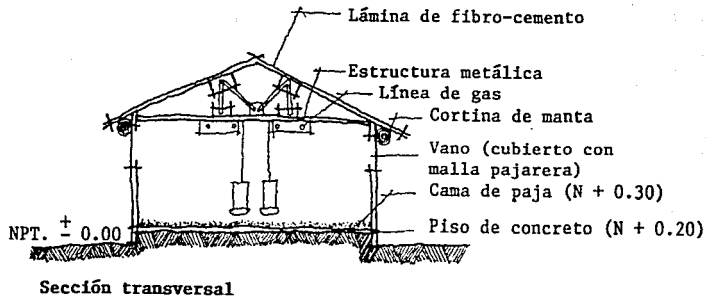 Lámina de fibro-cemento
Estructura metálica
Línea de gas
Cortina de manta
Vano (cubierto con
malla pajarera)
Cama de paja (N + 0.30)
NPT. ± 0.00
Piso de concreto (N + 0.20)
Sección transversal